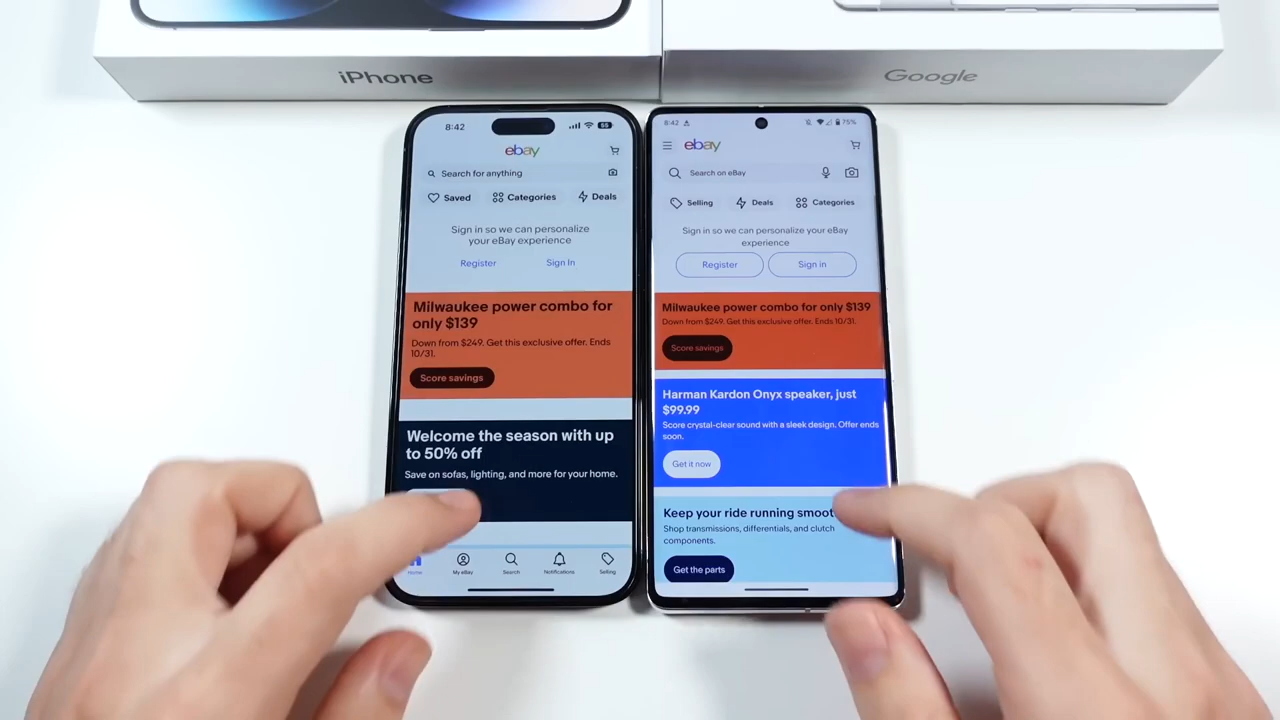 iPhone
Google
8:42
55
ebay
Search for anything
Saved
Categories
Deals
Sign in so we can personalize
your eBay experience
Register
Sign In
Milwaukee power combo for
only $139
Down from $249. Get this exclusive offer. Ends
10/31.
Score savings
Welcome the season with up
to 50% off
Save on sofas, lighting, and more for your home.
Home
My eBay
Search
Notifications
Selling
8:42
75%
ebay
Search on eBay
Selling
Deals
Categories
Sign in so we can personalize your eBay
experience
Register
Sign in
Milwaukee power combo for only $139
Down from $249. Get this exclusive offer. Ends 10/31.
Score savings
Harman Kardon Onyx speaker, just
$99.99
Score crystal-clear sound with a sleek design. Offer ends
soon.
Get it now
Keep your ride running smoot
Shop transmissions, differentials, and clutch
components.
Get the parts